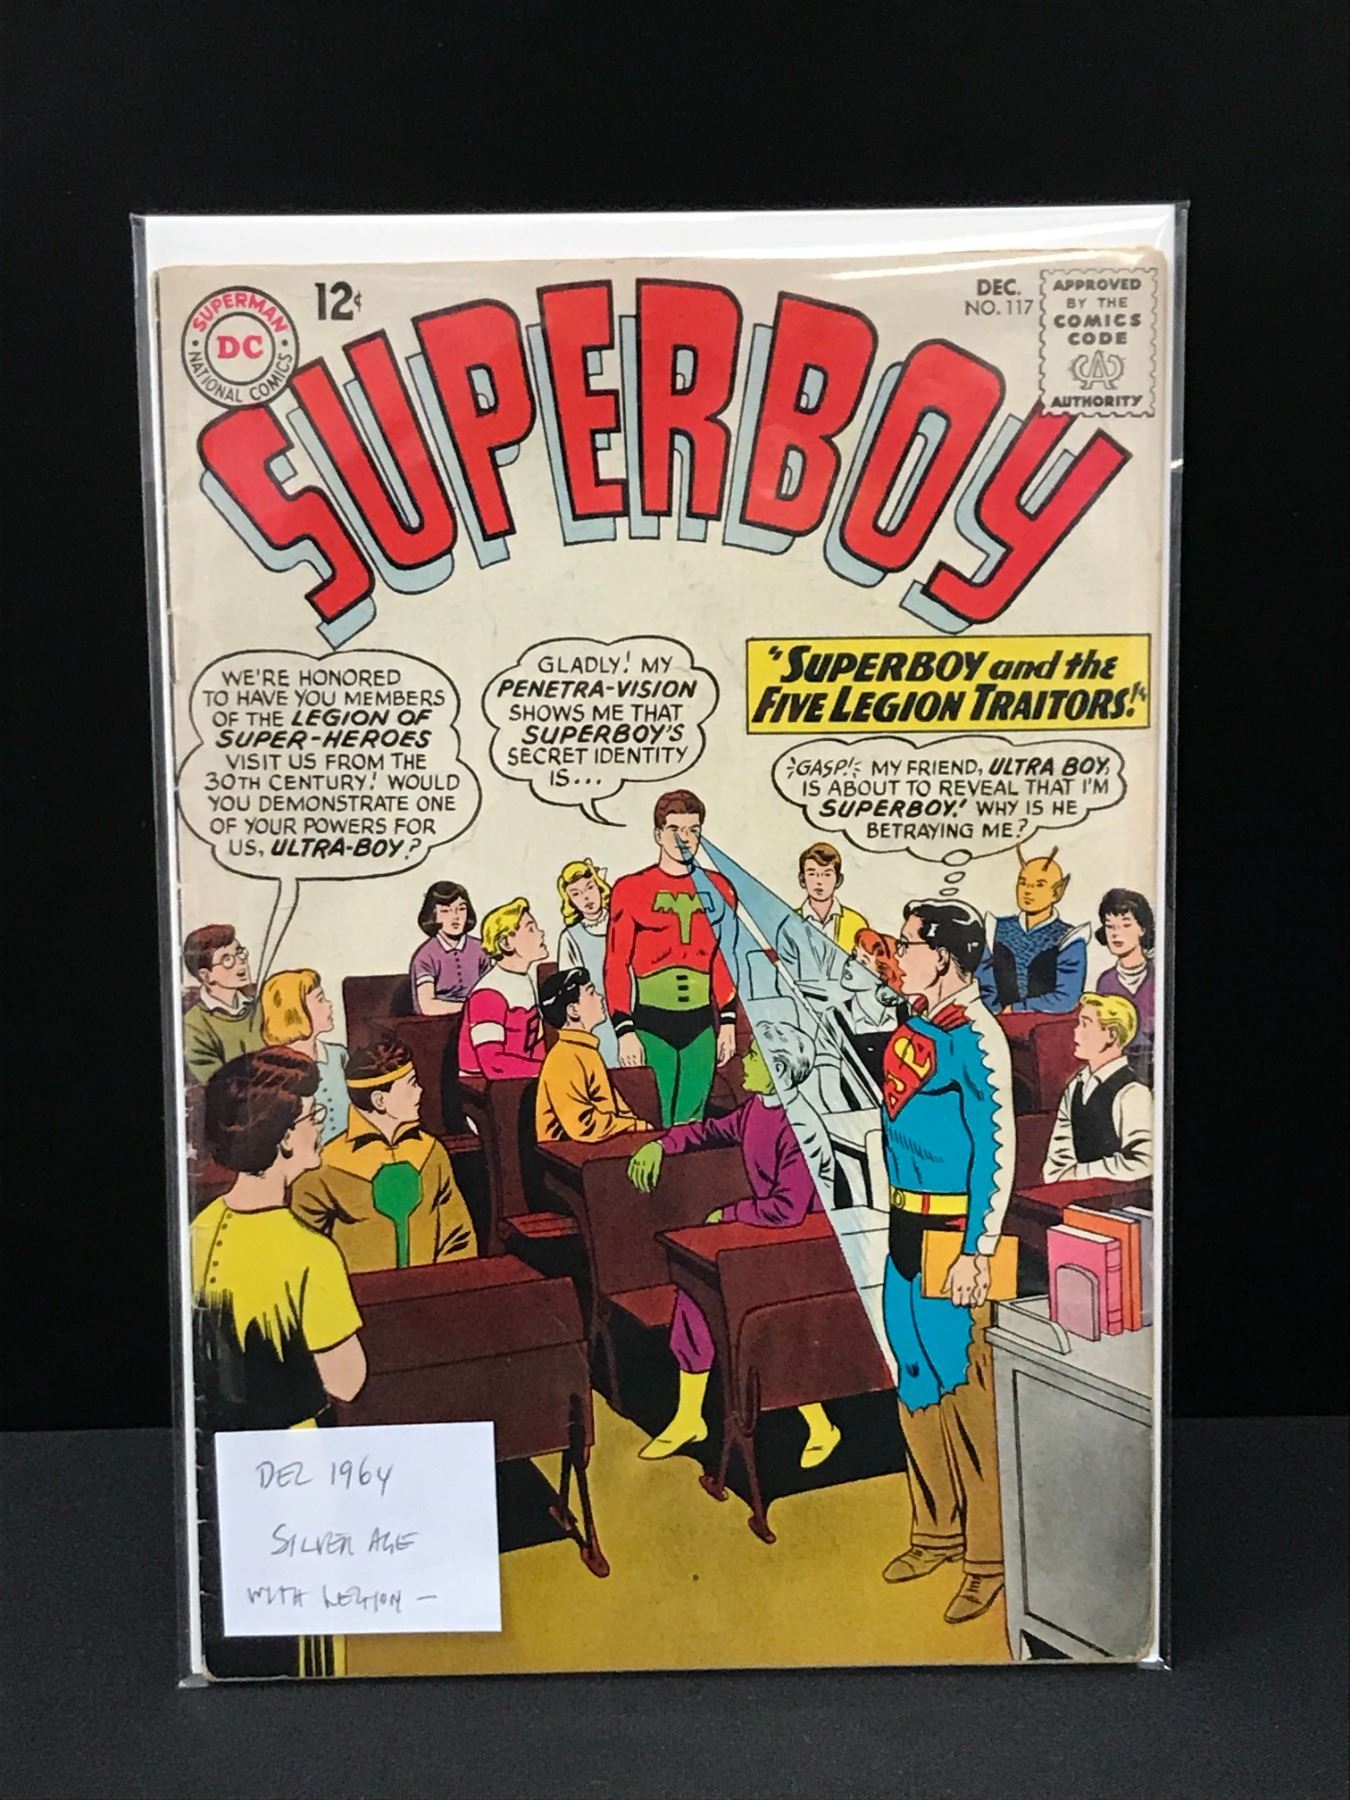 SUPERMAN
DC
NATIONAL COMICS
12¢
SUPERBOY
DEC.
NO. 117
APPROVED
BY THE
COMICS
CODE
CA
AUTHORITY
WE'RE HONORED
TO HAVE YOU MEMBERS
OF THE LEGION OF
SUPER-HEROES
VISIT US FROM THE
30TH CENTURY! WOULD
YOU DEMONSTRATE ONE
OF YOUR POWERS FOR
US, ULTRA-BOY?
GLADLY! MY
PENETRA-VISION
SHOWS ME THAT
SUPERBOY'S
SECRET IDENTITY
IS...
"SUPERBOY and the
FIVE LEGION TRAITORS!"
GASP! MY FRIEND, ULTRA BOY,
IS ABOUT TO REVEAL THAT I'M
SUPERBOY! WHY IS HE
BETRAYING ME?
S
DEC 1964
SILVER AGE
WITH LEGION -